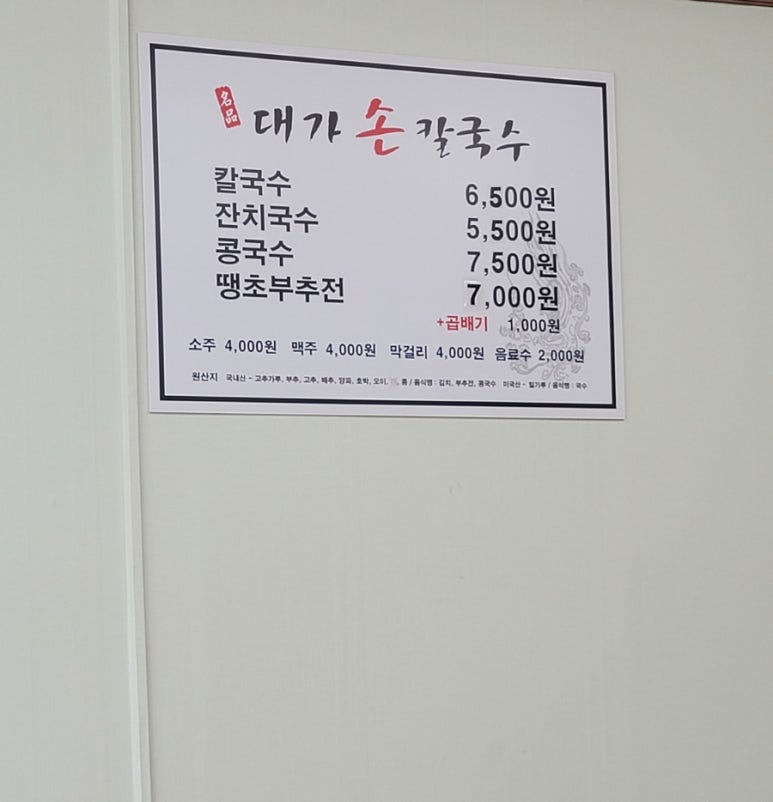 名品 대가 손 칼국수
칼국수 6,500원
잔치국수 5,500원
콩국수 7,500원
땡초부추전 7,000원
+곱배기 1,000원
소주 4,000원 맥주 4,000원 막걸리 4,000원 음료수 2,000원
원산지 국내산 - 고추가루, 부추, 고추, 배추, 양파, 호박, 오이, 콩 / 음식명 : 김치, 부추전, 콩국수 미국산 - 밀가루 / 음식명 : 국수